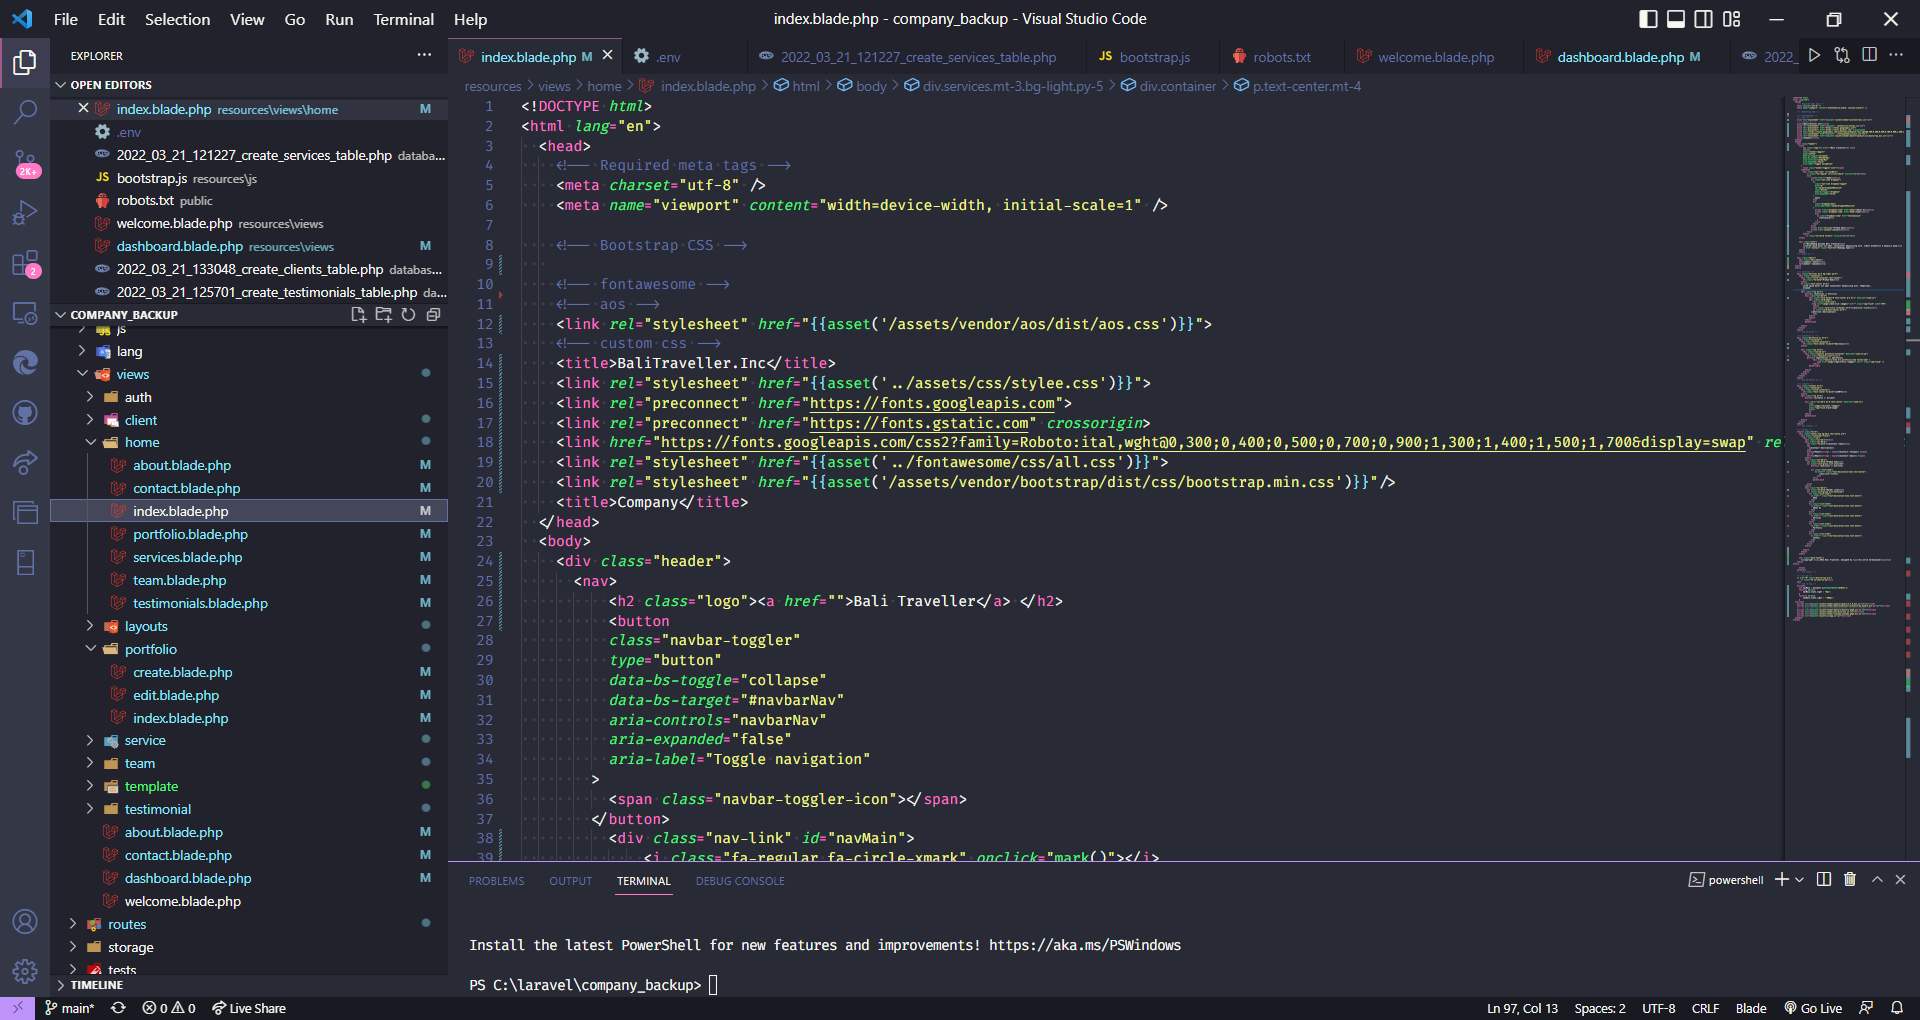 File Edit Selection View Go Run Terminal Help
index.blade.php - company_backup - Visual Studio Code
EXPLORER
OPEN EDITORS
index.blade.php resources\views\home M
.env
2022_03_21_121227_create_services_table.php databa...
bootstrap.js resources\js
robots.txt public
welcome.blade.php resources\views
dashboard.blade.php resources\views M
2022_03_21_133048_create_clients_table.php databas...
2022_03_21_125701_create_testimonials_table.php da...
COMPANY_BACKUP
js
lang
views
auth
client
home
about.blade.php M
contact.blade.php M
index.blade.php M
portfolio.blade.php M
services.blade.php M
team.blade.php M
testimonials.blade.php M
layouts
portfolio
create.blade.php M
edit.blade.php M
index.blade.php M
service
team
template
testimonial
about.blade.php M
contact.blade.php M
dashboard.blade.php M
welcome.blade.php
routes
storage
tests
TIMELINE
2K+
2
index.blade.php M .env 2022_03_21_121227_create_services_table.php JS bootstrap.js robots.txt welcome.blade.php dashboard.blade.php M 2022_
resources > views > home > index.blade.php > html > body > div.services.mt-3.bg-light.py-5 > div.container > p.text-center.mt-4
1 <!DOCTYPE html>
2 <html lang="en">
3 <head>
4 <!-- Required meta tags -->
5 <meta charset="utf-8" />
6 <meta name="viewport" content="width=device-width, initial-scale=1" />
7
8 <!-- Bootstrap CSS -->
9
10 <!-- fontawesome -->
11 <!-- aos -->
12 <link rel="stylesheet" href="{{asset('/assets/vendor/aos/dist/aos.css')}}">
13 <!-- custom css -->
14 <title>BaliTraveller.Inc</title>
15 <link rel="stylesheet" href="{{asset('../assets/css/stylee.css')}}">
16 <link rel="preconnect" href="https://fonts.googleapis.com">
17 <link rel="preconnect" href="https://fonts.gstatic.com" crossorigin>
18 <link href="https://fonts.googleapis.com/css2?family=Roboto:ital,wght@0,300;0,400;0,500;0,700;0,900;1,300;1,400;1,500;1,700&display=swap" re
19 <link rel="stylesheet" href="{{asset('../fontawesome/css/all.css')}}">
20 <link rel="stylesheet" href="{{asset('/assets/vendor/bootstrap/dist/css/bootstrap.min.css')}}"/>
21 <title>Company</title>
22 </head>
23 <body>
24 <div class="header">
25 <nav>
26 <h2 class="logo"><a href="">Bali Traveller</a> </h2>
27 <button
28 class="navbar-toggler"
29 type="button"
30 data-bs-toggle="collapse"
31 data-bs-target="#navbarNav"
32 aria-controls="navbarNav"
33 aria-expanded="false"
34 aria-label="Toggle navigation"
35 >
36 <span class="navbar-toggler-icon"></span>
37 </button>
38 <div class="nav-link" id="navMain">
39 <i class="fa-regular fa-circle-xmark" onclick="mark()"></i>
PROBLEMS OUTPUT TERMINAL DEBUG CONSOLE
powershell
Install the latest PowerShell for new features and improvements! https://aka.ms/PSWindows
PS C:\laravel\company_backup>
main* 0 0 Live Share
Ln 97, Col 13 Spaces: 2 UTF-8 CRLF Blade Go Live